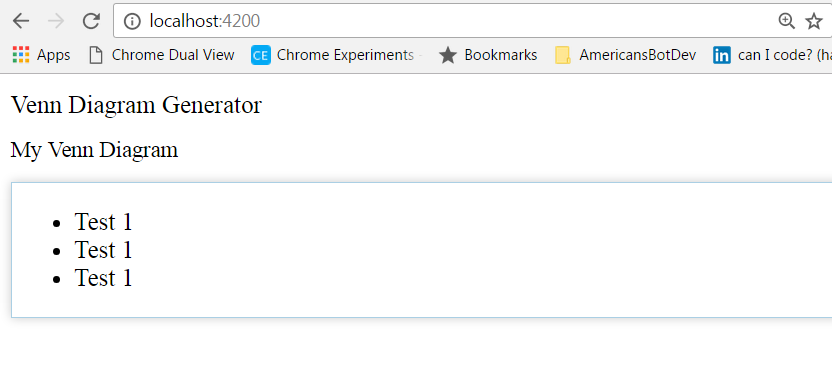 localhost:4200
Apps Chrome Dual View CE Chrome Experiments - Bookmarks AmericansBotDev in can I code? (ha
Venn Diagram Generator
My Venn Diagram
• Test 1
• Test 1
• Test 1